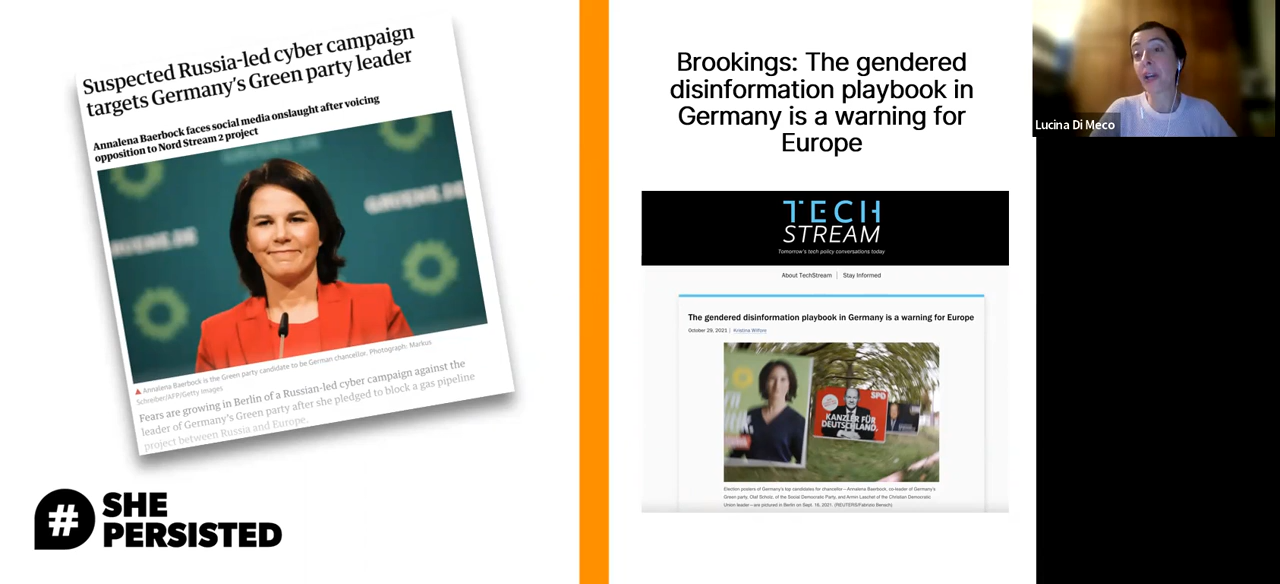 Suspected Russia-led cyber campaign
targets Germany's Green party leader
Annalena Baerbock faces social media onslaught after voicing
opposition to Nord Stream 2 project
GRUENE.DE
GRUENE.DE
Annalena Baerbock is the Green party candidate to be German chancellor. Photograph: Markus
Schreiber/AFP/Getty Images
Fears are growing in Berlin of a Russian-led cyber campaign against the
leader of Germany's Green party after she pledged to block a gas pipeline
project between Russia and Europe.
#
SHE
PERSISTED
Brookings: The gendered
disinformation playbook in
Germany is a warning for
Europe
TECH
STREAM
Tomorrow's tech policy conversations today
About TechStream | Stay Informed
The gendered disinformation playbook in Germany is a warning for Europe
October 29, 2021 | Kristina Wilfore
SPD
KANZLER FÜR
DEUTSCHLAND.
Election posters of Germany's top candidates for chancellor—Annalena Baerbock, co-leader of Germany's
Green party, Olaf Scholz, of the Social Democratic Party, and Armin Laschet of the Christian Democratic
Union leader—are pictured in Berlin on Sept. 16, 2021. (REUTERS/Fabrizio Bensch)
Lucina Di Meco